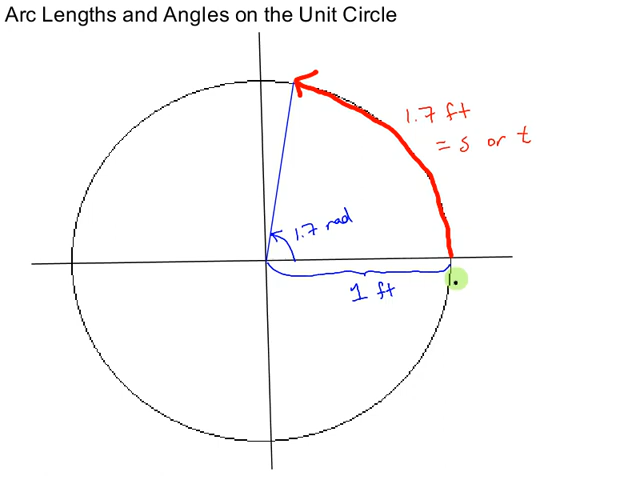 Arc Lengths and Angles on the Unit Circle
1.7 ft
= s or t
1.7 rad
1 ft